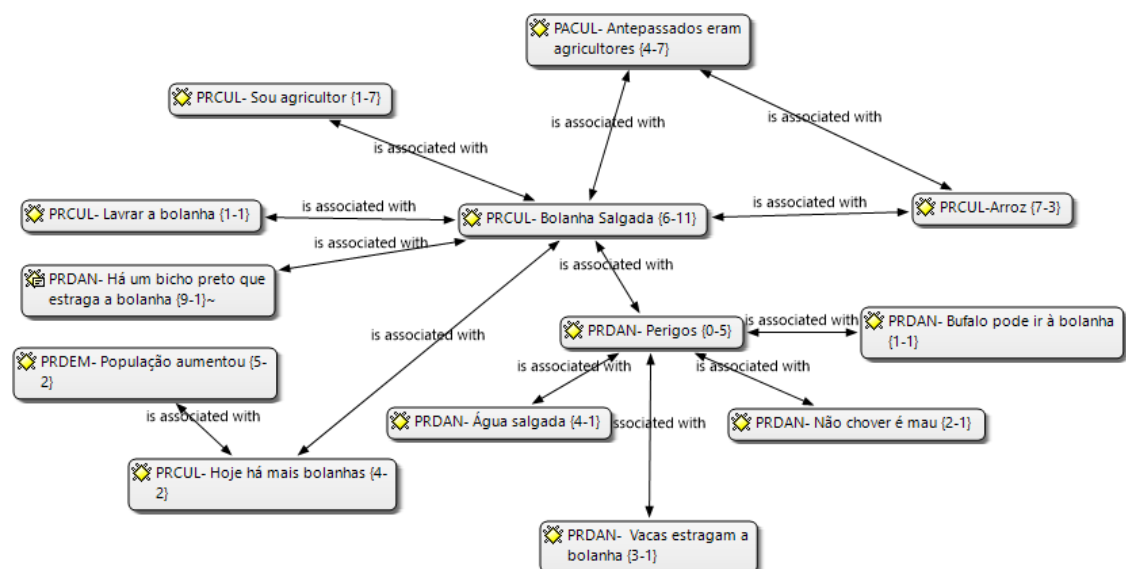 PACUL- Antepassados eram
agricultores {4-7}
PRCUL- Sou agricultor {1-7}
is associated with
is associated with
is associated with
PRCUL- Lavrar a bolanha {1-1}
is associated with
PRCUL- Bolanha Salgada {6-11}
is associated with
PRCUL-Arroz {7-3}
is associated with
is associated with
PRDAN- Há um bicho preto que
estraga a bolanha {9-1}~
is associated with
PRDAN- Perigos {0-5}
is associated with
PRDAN- Bufalo pode ir à bolanha
{1-1}
PRDEM- População aumentou {5-
2}
is associated with
is associated with
is associated with
PRDAN- Água salgada {4-1}
ssociated with
PRDAN- Não chover é mau {2-1}
PRCUL- Hoje há mais bolanhas {4-
2}
PRDAN-  Vacas estragam a
bolanha {3-1}